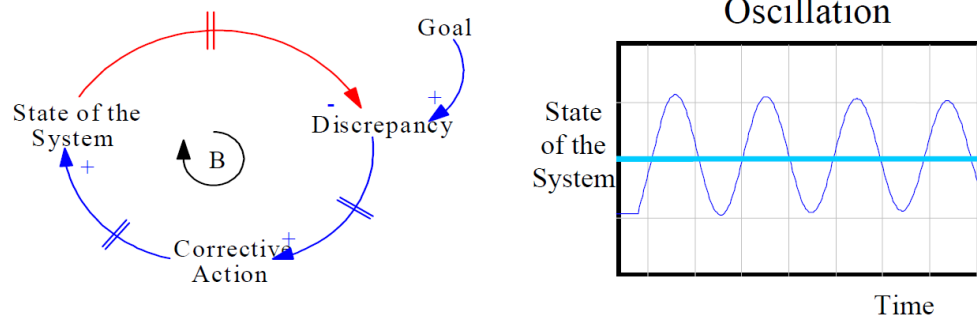 Goal
State of the
System
+
-
+
Discrepancy
B
+
Corrective
Action
Oscillation
State
of the
System
Time